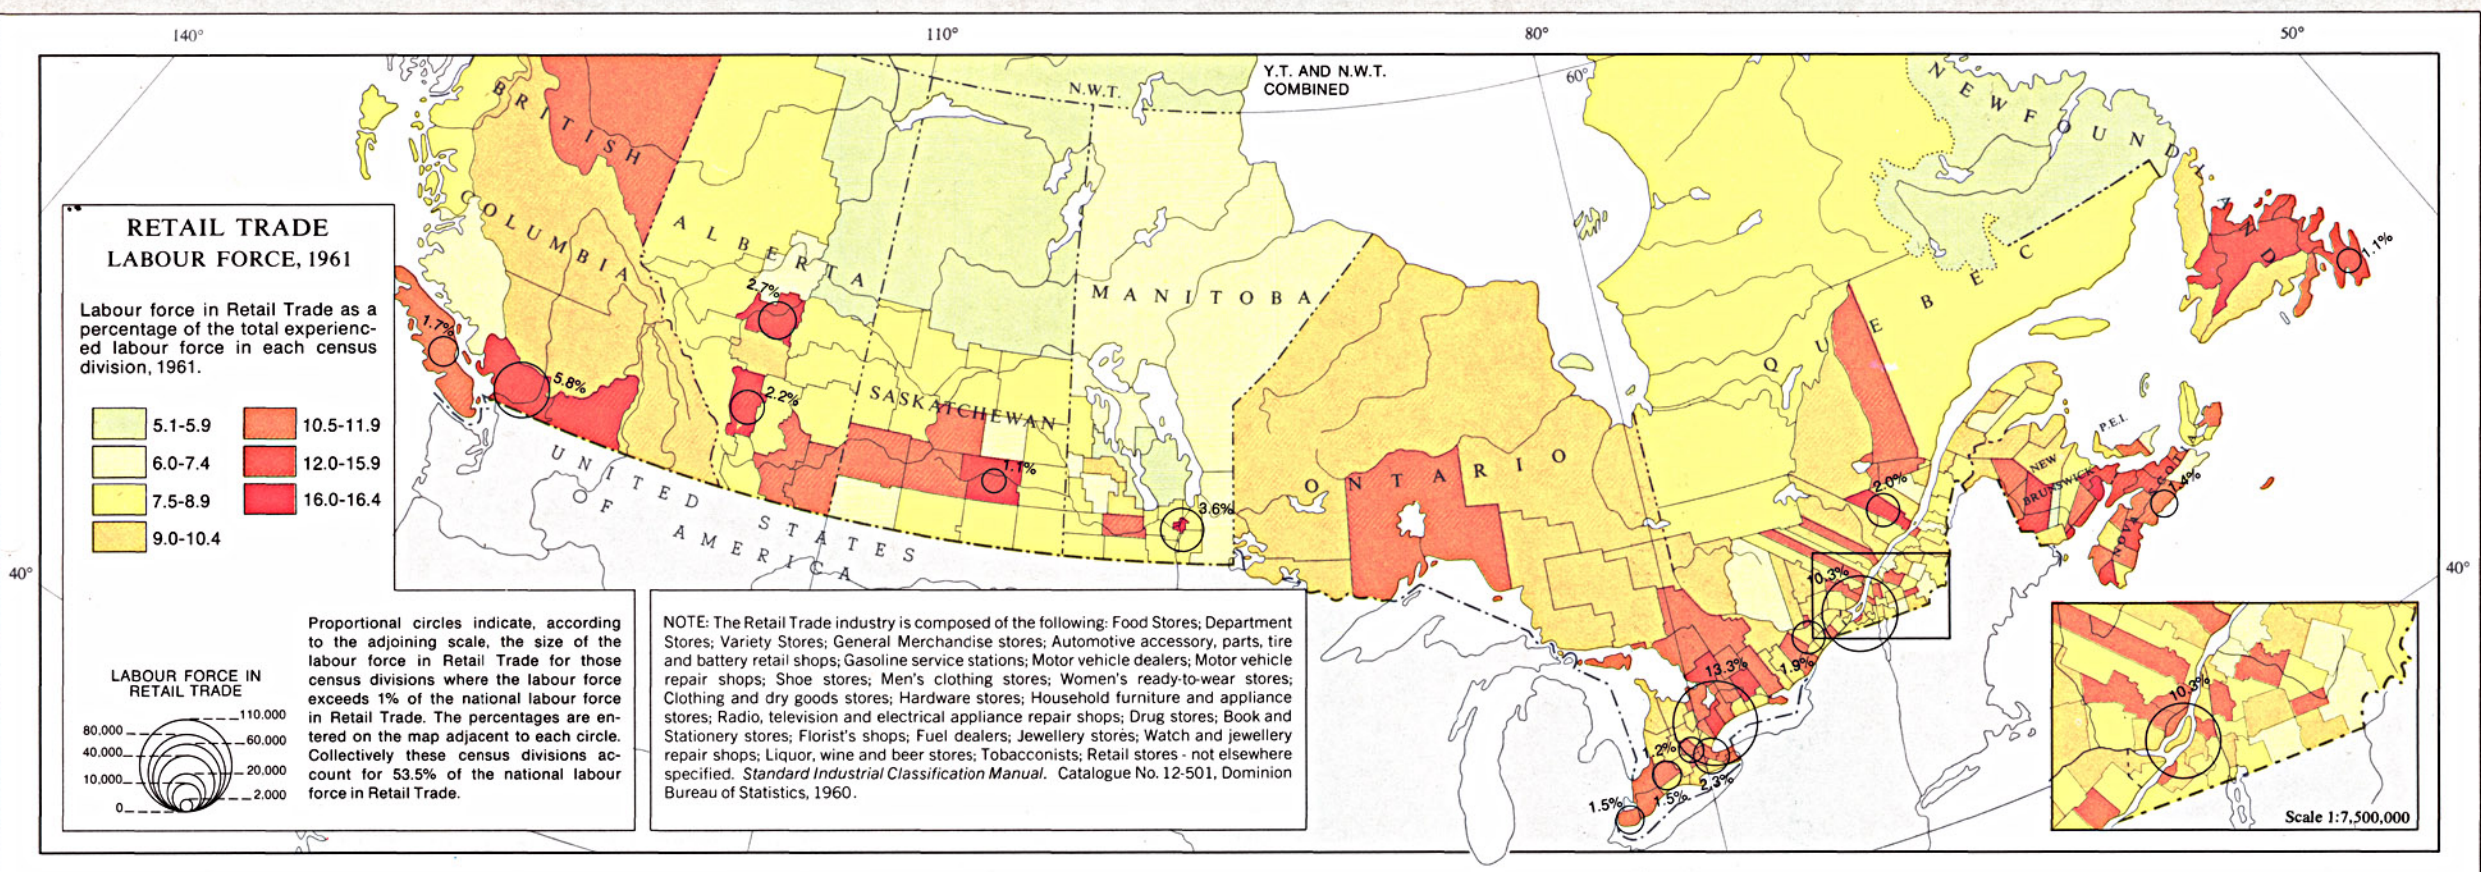 140°
110°
80°
50°
60°
Y.T. AND N.W.T.
COMBINED
N.W.T.
BRITISH
COLUMBIA
ALBERTA
SASKATCHEWAN
MANITOBA
ONTARIO
QUEBEC
NEWFOUNDLAND
P.E.I.
NEW
BRUNSWICK
NOVA SCOTIA
UNITED STATES
OF AMERICA
40°
40°
1.7%
5.8%
2.7%
2.2%
1.1%
3.6%
2.0%
10.3%
1.9%
13.3%
1.2%
2.3%
1.5%
1.5%
1.4%
1.1%
RETAIL TRADE
LABOUR FORCE, 1961
Labour force in Retail Trade as a
percentage of the total experienc-
ed labour force in each census
division, 1961.
5.1-5.9
6.0-7.4
7.5-8.9
9.0-10.4
10.5-11.9
12.0-15.9
16.0-16.4
LABOUR FORCE IN
RETAIL TRADE
110.000
80,000
60,000
40,000
20,000
10,000
2,000
0
Proportional circles indicate, according
to the adjoining scale, the size of the
labour force in Retail Trade for those
census divisions where the labour force
exceeds 1% of the national labour force
in Retail Trade. The percentages are en-
tered on the map adjacent to each circle.
Collectively these census divisions ac-
count for 53.5% of the national labour
force in Retail Trade.
NOTE: The Retail Trade industry is composed of the following: Food Stores; Department
Stores; Variety Stores; General Merchandise stores; Automotive accessory, parts, tire
and battery retail shops; Gasoline service stations; Motor vehicle dealers; Motor vehicle
repair shops; Shoe stores; Men's clothing stores; Women's ready-to-wear stores;
Clothing and dry goods stores; Hardware stores; Household furniture and appliance
stores; Radio, television and electrical appliance repair shops; Drug stores; Book and
Stationery stores; Florist's shops; Fuel dealers; Jewellery stores; Watch and jewellery
repair shops; Liquor, wine and beer stores; Tobacconists; Retail stores - not elsewhere
specified. Standard Industrial Classification Manual. Catalogue No. 12-501, Dominion
Bureau of Statistics, 1960.
10.3%
Scale 1:7,500,000